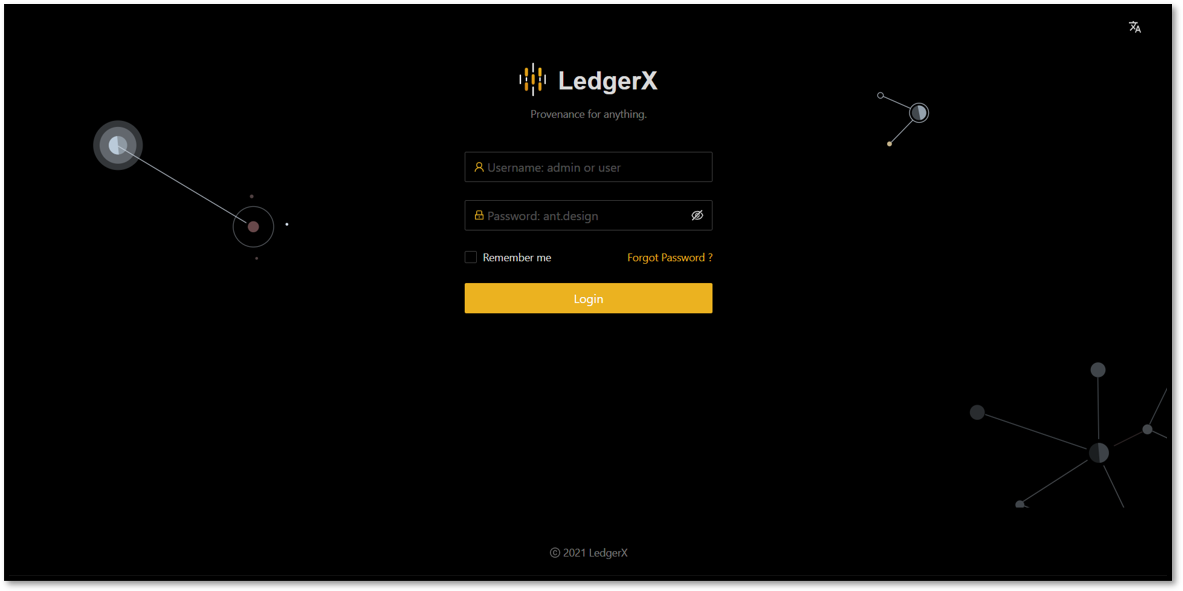 LedgerX
Provenance for anything.
Username: admin or user
Password: ant.design
Remember me Forgot Password ?
Login
© 2021 LedgerX